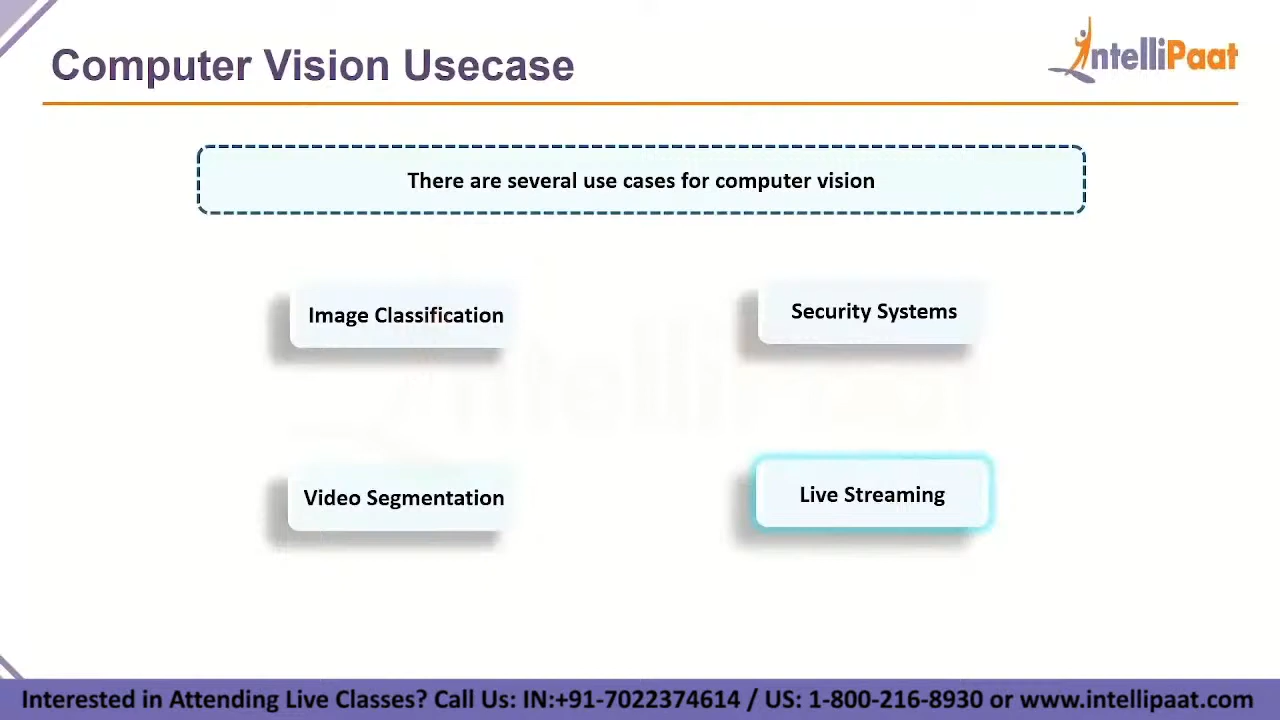 Computer Vision Usecase
IntelliPaat
There are several use cases for computer vision
Image Classification
Security Systems
Video Segmentation
Live Streaming
Interested in Attending Live Classes? Call Us: IN:+91-7022374614 / US: 1-800-216-8930 or www.intellipaat.com